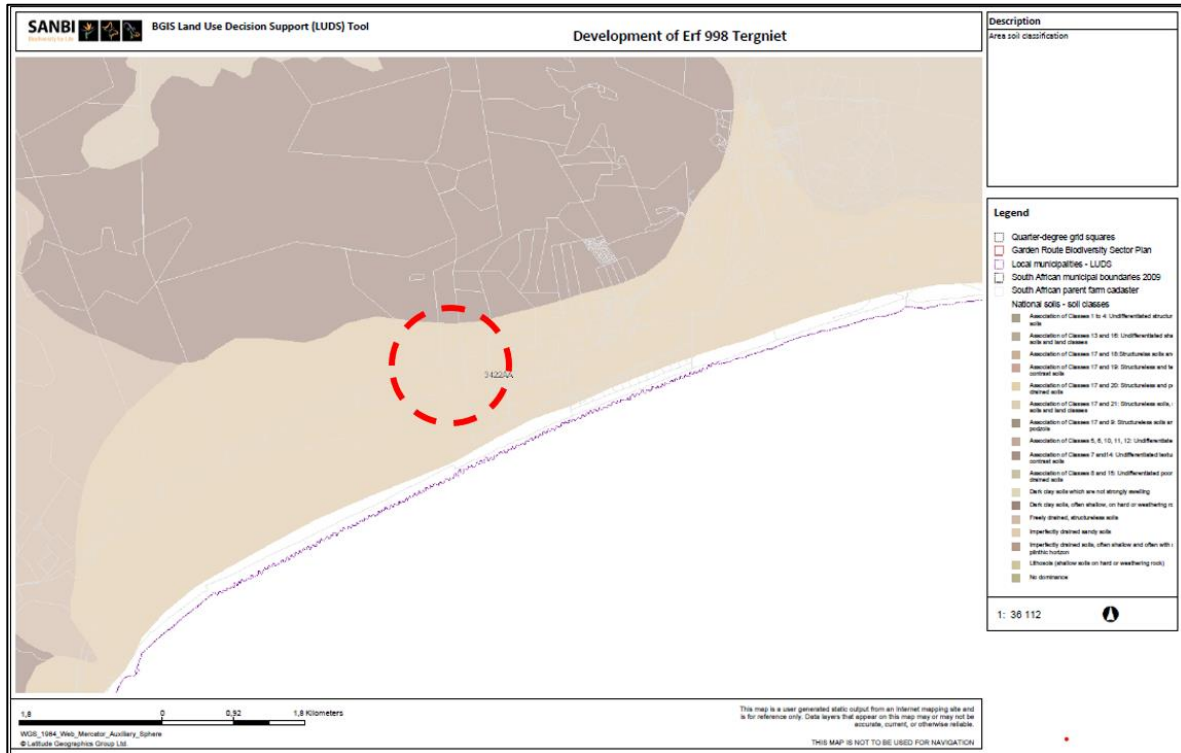 SANBI
Biodiversity for Life
BGIS Land Use Decision Support (LUDS) Tool
Development of Erf 998 Tergniet
Description
Area soil classification
3422AA
Legend
Quarter-degree grid squares
Garden Route Biodiversity Sector Plan
Local municipalities - LUDS
South African municipal boundaries 2009
South African parent farm cadaster
National soils - soil classes
Association of Classes 1 to 4: Undifferentiated structur
soils
Association of Classes 13 and 16: Undifferentiated sha
soils and land classes
Association of Classes 17 and 18: Structureless soils an
Association of Classes 17 and 19: Structureless and te
contrast soils
Association of Classes 17 and 20: Structureless and po
drained soils
Association of Classes 17 and 21: Structureless soils,
soils and land classes
Association of Classes 17 and 9: Structureless soils an
podzols
Association of Classes 5, 6, 10, 11, 12: Undifferentiate
Association of Classes 7 and14: Undifferentiated textu
contrast soils
Association of Classes 8 and 15: Undifferentiated poor
drained soils
Dark clay soils which are not strongly swelling
Dark clay soils, often shallow, on hard or weathering ro
Freely drained, structureless soils
Imperfectly drained sandy soils
Imperfectly drained soils, often shallow and often with
plinthic horizon
Lithosols (shallow soils on hard or weathering rock)
No dominance
1: 36 112
1,8 0 0,92 1,8 Kilometers
WGS_1984_Web_Mercator_Auxiliary_Sphere
© Latitude Geographics Group Ltd.
This map is a user generated static output from an Internet mapping site and
is for reference only. Data layers that appear on this map may or may not be
accurate, current, or otherwise reliable.
THIS MAP IS NOT TO BE USED FOR NAVIGATION